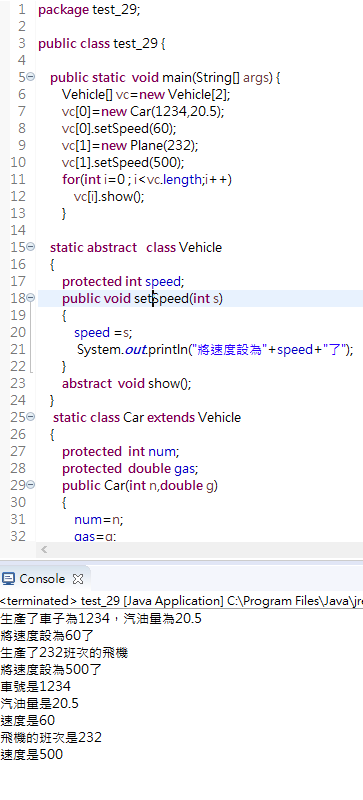 1 package test_29;
2
3 public class test_29 {
4
5 public static void main(String[] args) {
6 Vehicle[] vc=new Vehicle[2];
7 vc[0]=new Car(1234,20.5);
8 vc[0].setSpeed(60);
9 vc[1]=new Plane(232);
10 vc[1].setSpeed(500);
11 for(int i=0 ; i<vc.length;i++)
12 vc[i].show();
13 }
14
15 static abstract class Vehicle
16 {
17 protected int speed;
18 public void setSpeed(int s)
19 {
20 speed =s;
21 System.out.println("將速度設為"+speed+"了");
22 }
23 abstract void show();
24 }
25 static class Car extends Vehicle
26 {
27 protected int num;
28 protected double gas;
29 public Car(int n,double g)
30 {
31 num=n;
32 gas=g;
Console
<terminated> test_29 [Java Application] C:\Program Files\Java\jr
生產了車子為1234，汽油量為20.5
將速度設為60了
生產了232班次的飛機
將速度設為500了
車號是1234
汽油量是20.5
速度是60
飛機的班次是232
速度是500